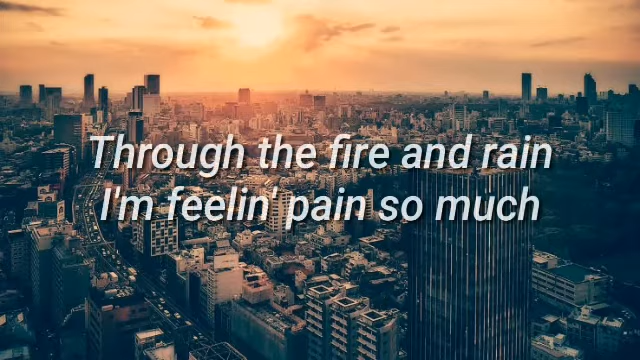 Through the fire and rain
I'm feelin' pain so much